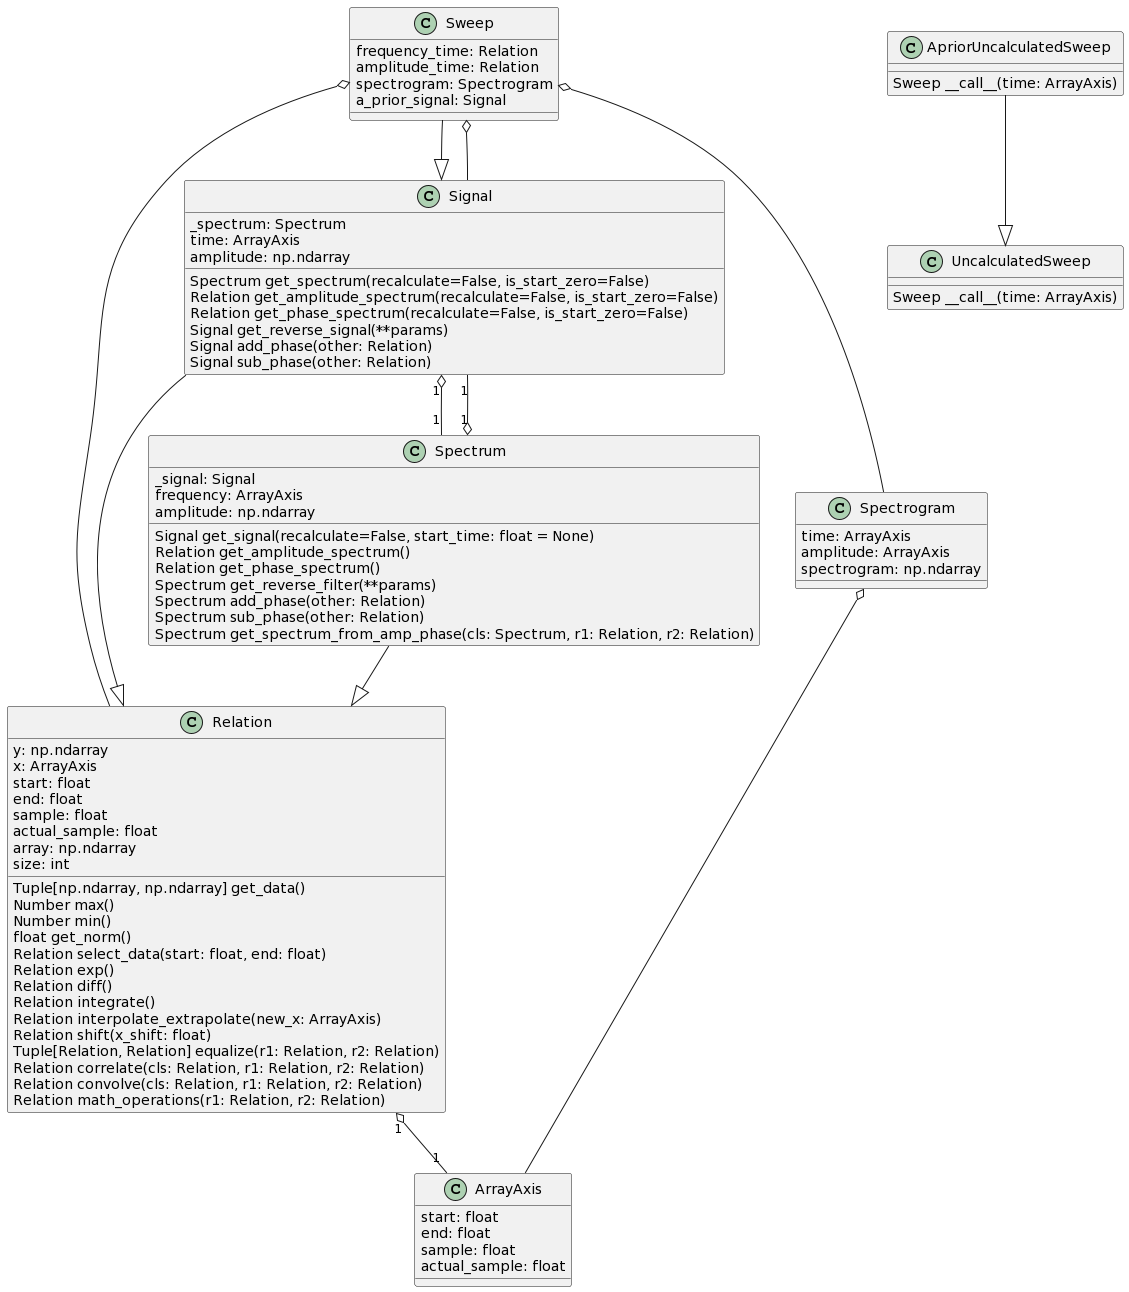 C Sweep
frequency_time: Relation
amplitude_time: Relation
spectrogram: Spectrogram
a_prior_signal: Signal
C ApriorUncalculatedSweep
Sweep __call__(time: ArrayAxis)
C Signal
_spectrum: Spectrum
time: ArrayAxis
amplitude: np.ndarray
Spectrum get_spectrum(recalculate=False, is_start_zero=False)
Relation get_amplitude_spectrum(recalculate=False, is_start_zero=False)
Relation get_phase_spectrum(recalculate=False, is_start_zero=False)
Signal get_reverse_signal(**params)
Signal add_phase(other: Relation)
Signal sub_phase(other: Relation)
C UncalculatedSweep
Sweep __call__(time: ArrayAxis)
1 1
1 1
C Spectrum
_signal: Signal
frequency: ArrayAxis
amplitude: np.ndarray
Signal get_signal(recalculate=False, start_time: float = None)
Relation get_amplitude_spectrum()
Relation get_phase_spectrum()
Spectrum get_reverse_filter(**params)
Spectrum add_phase(other: Relation)
Spectrum sub_phase(other: Relation)
Spectrum get_spectrum_from_amp_phase(cls: Spectrum, r1: Relation, r2: Relation)
C Spectrogram
time: ArrayAxis
amplitude: ArrayAxis
spectrogram: np.ndarray
C Relation
y: np.ndarray
x: ArrayAxis
start: float
end: float
sample: float
actual_sample: float
array: np.ndarray
size: int
Tuple[np.ndarray, np.ndarray] get_data()
Number max()
Number min()
float get_norm()
Relation select_data(start: float, end: float)
Relation exp()
Relation diff()
Relation integrate()
Relation interpolate_extrapolate(new_x: ArrayAxis)
Relation shift(x_shift: float)
Tuple[Relation, Relation] equalize(r1: Relation, r2: Relation)
Relation correlate(cls: Relation, r1: Relation, r2: Relation)
Relation convolve(cls: Relation, r1: Relation, r2: Relation)
Relation math_operations(r1: Relation, r2: Relation)
1
1
C ArrayAxis
start: float
end: float
sample: float
actual_sample: float